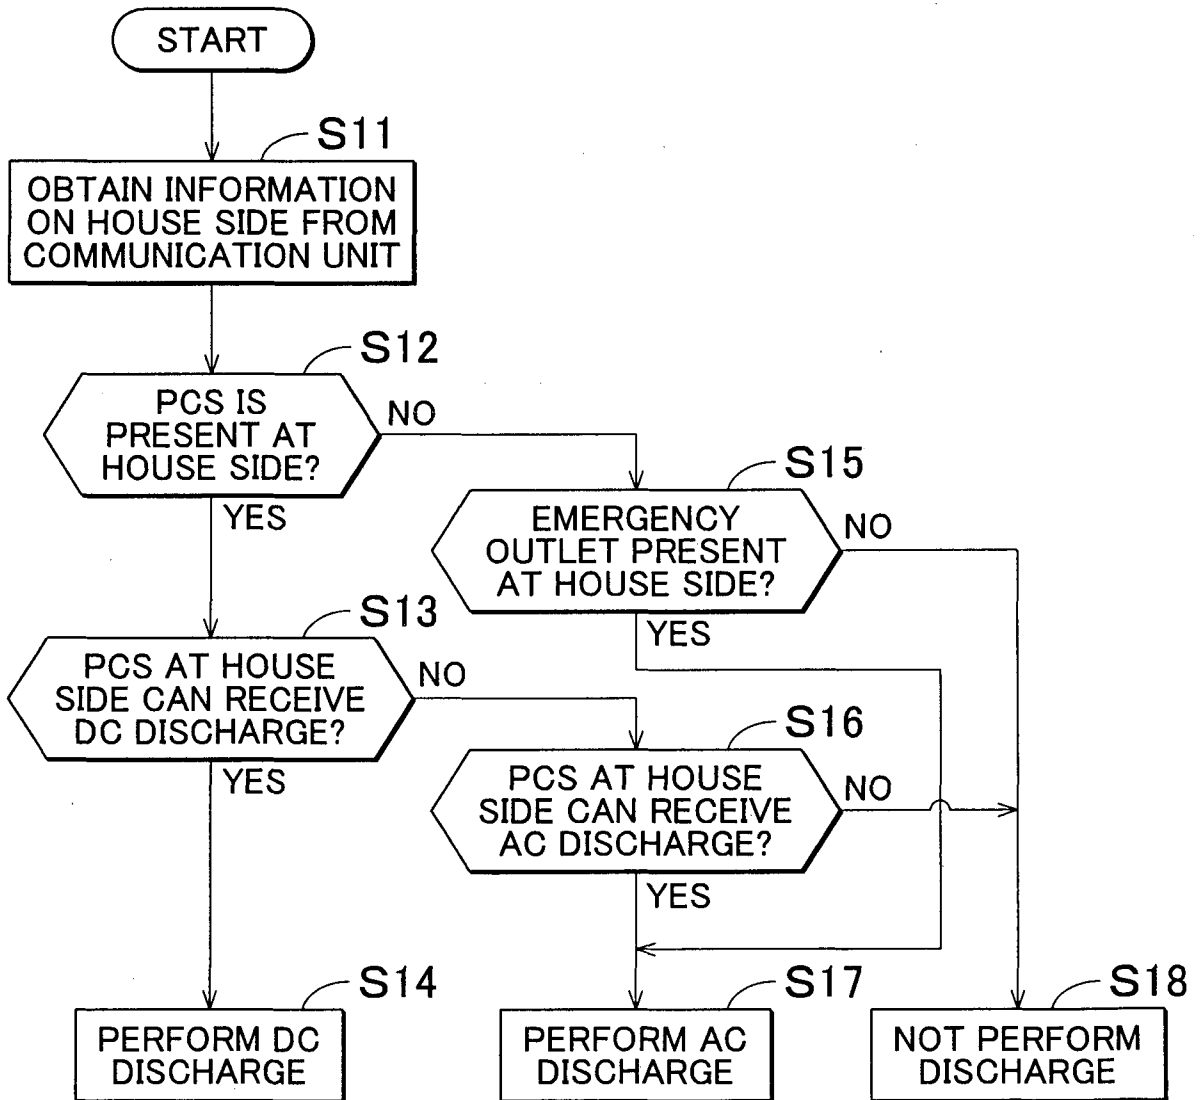 START
S11
OBTAIN INFORMATION
ON HOUSE SIDE FROM
COMMUNICATION UNIT
S12
PCS IS
PRESENT AT
HOUSE SIDE?
NO
YES
S15
EMERGENCY
OUTLET PRESENT
AT HOUSE SIDE?
NO
YES
S13
PCS AT HOUSE
SIDE CAN RECEIVE
DC DISCHARGE?
NO
YES
S16
PCS AT HOUSE
SIDE CAN RECEIVE
AC DISCHARGE?
NO
YES
S14
PERFORM DC
DISCHARGE
S17
PERFORM AC
DISCHARGE
S18
NOT PERFORM
DISCHARGE